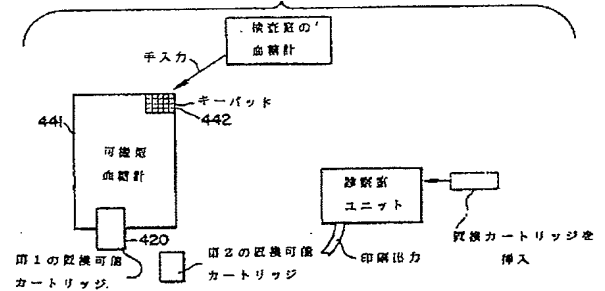 検査室の
血糖計
手入力
キーパッド
442
441
可搬型
血糖計
診察室
ユニット
420
第1の置換可能
カートリッジ
第2の置換可能
カートリッジ
印刷出力
置換カートリッジを
挿入